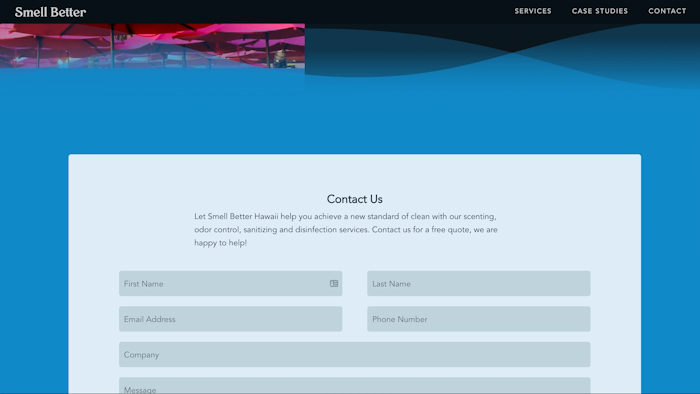 Smell Better
SERVICES CASE STUDIES CONTACT
Contact Us
Let Smell Better Hawaii help you achieve a new standard of clean with our scenting,
odor control, sanitizing and disinfection services. Contact us for a free quote, we are
happy to help!
First Name
Last Name
Email Address
Phone Number
Company
Message